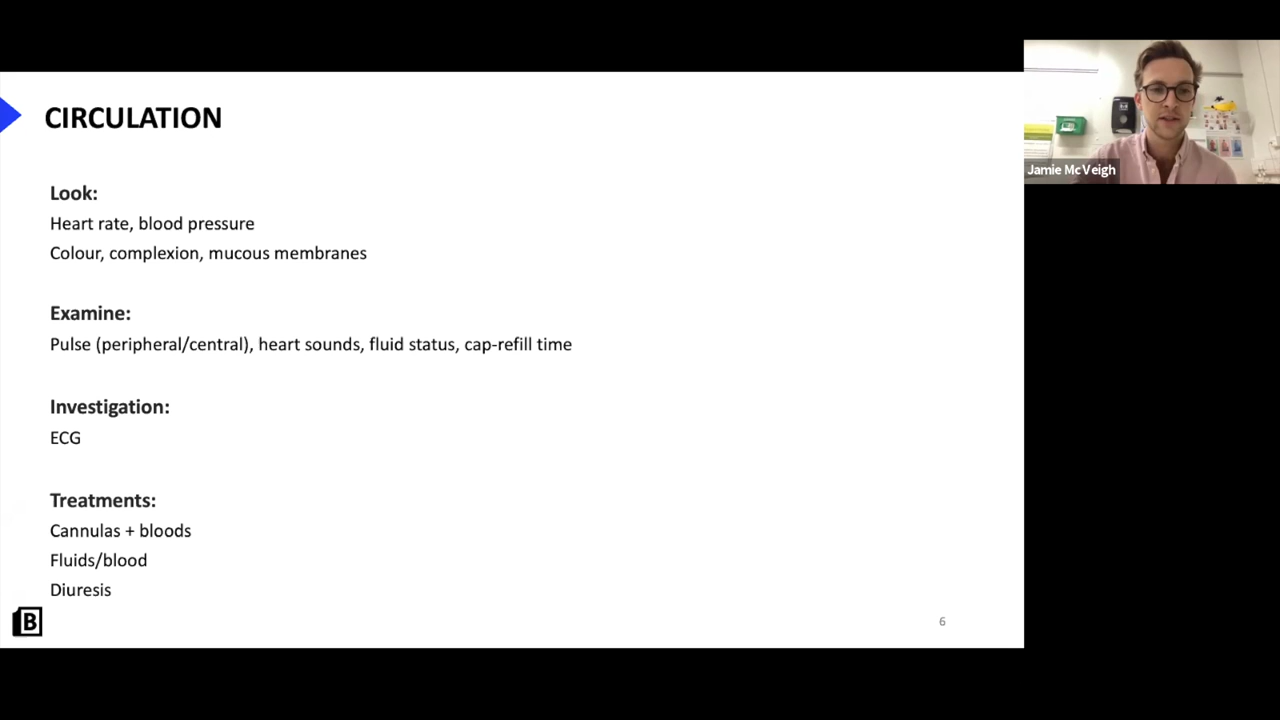 CIRCULATION
Look:
Heart rate, blood pressure
Colour, complexion, mucous membranes
Examine:
Pulse (peripheral/central), heart sounds, fluid status, cap-refill time
Investigation:
ECG
Treatments:
Cannulas + bloods
Fluids/blood
Diuresis
B
6
Jamie McVeigh